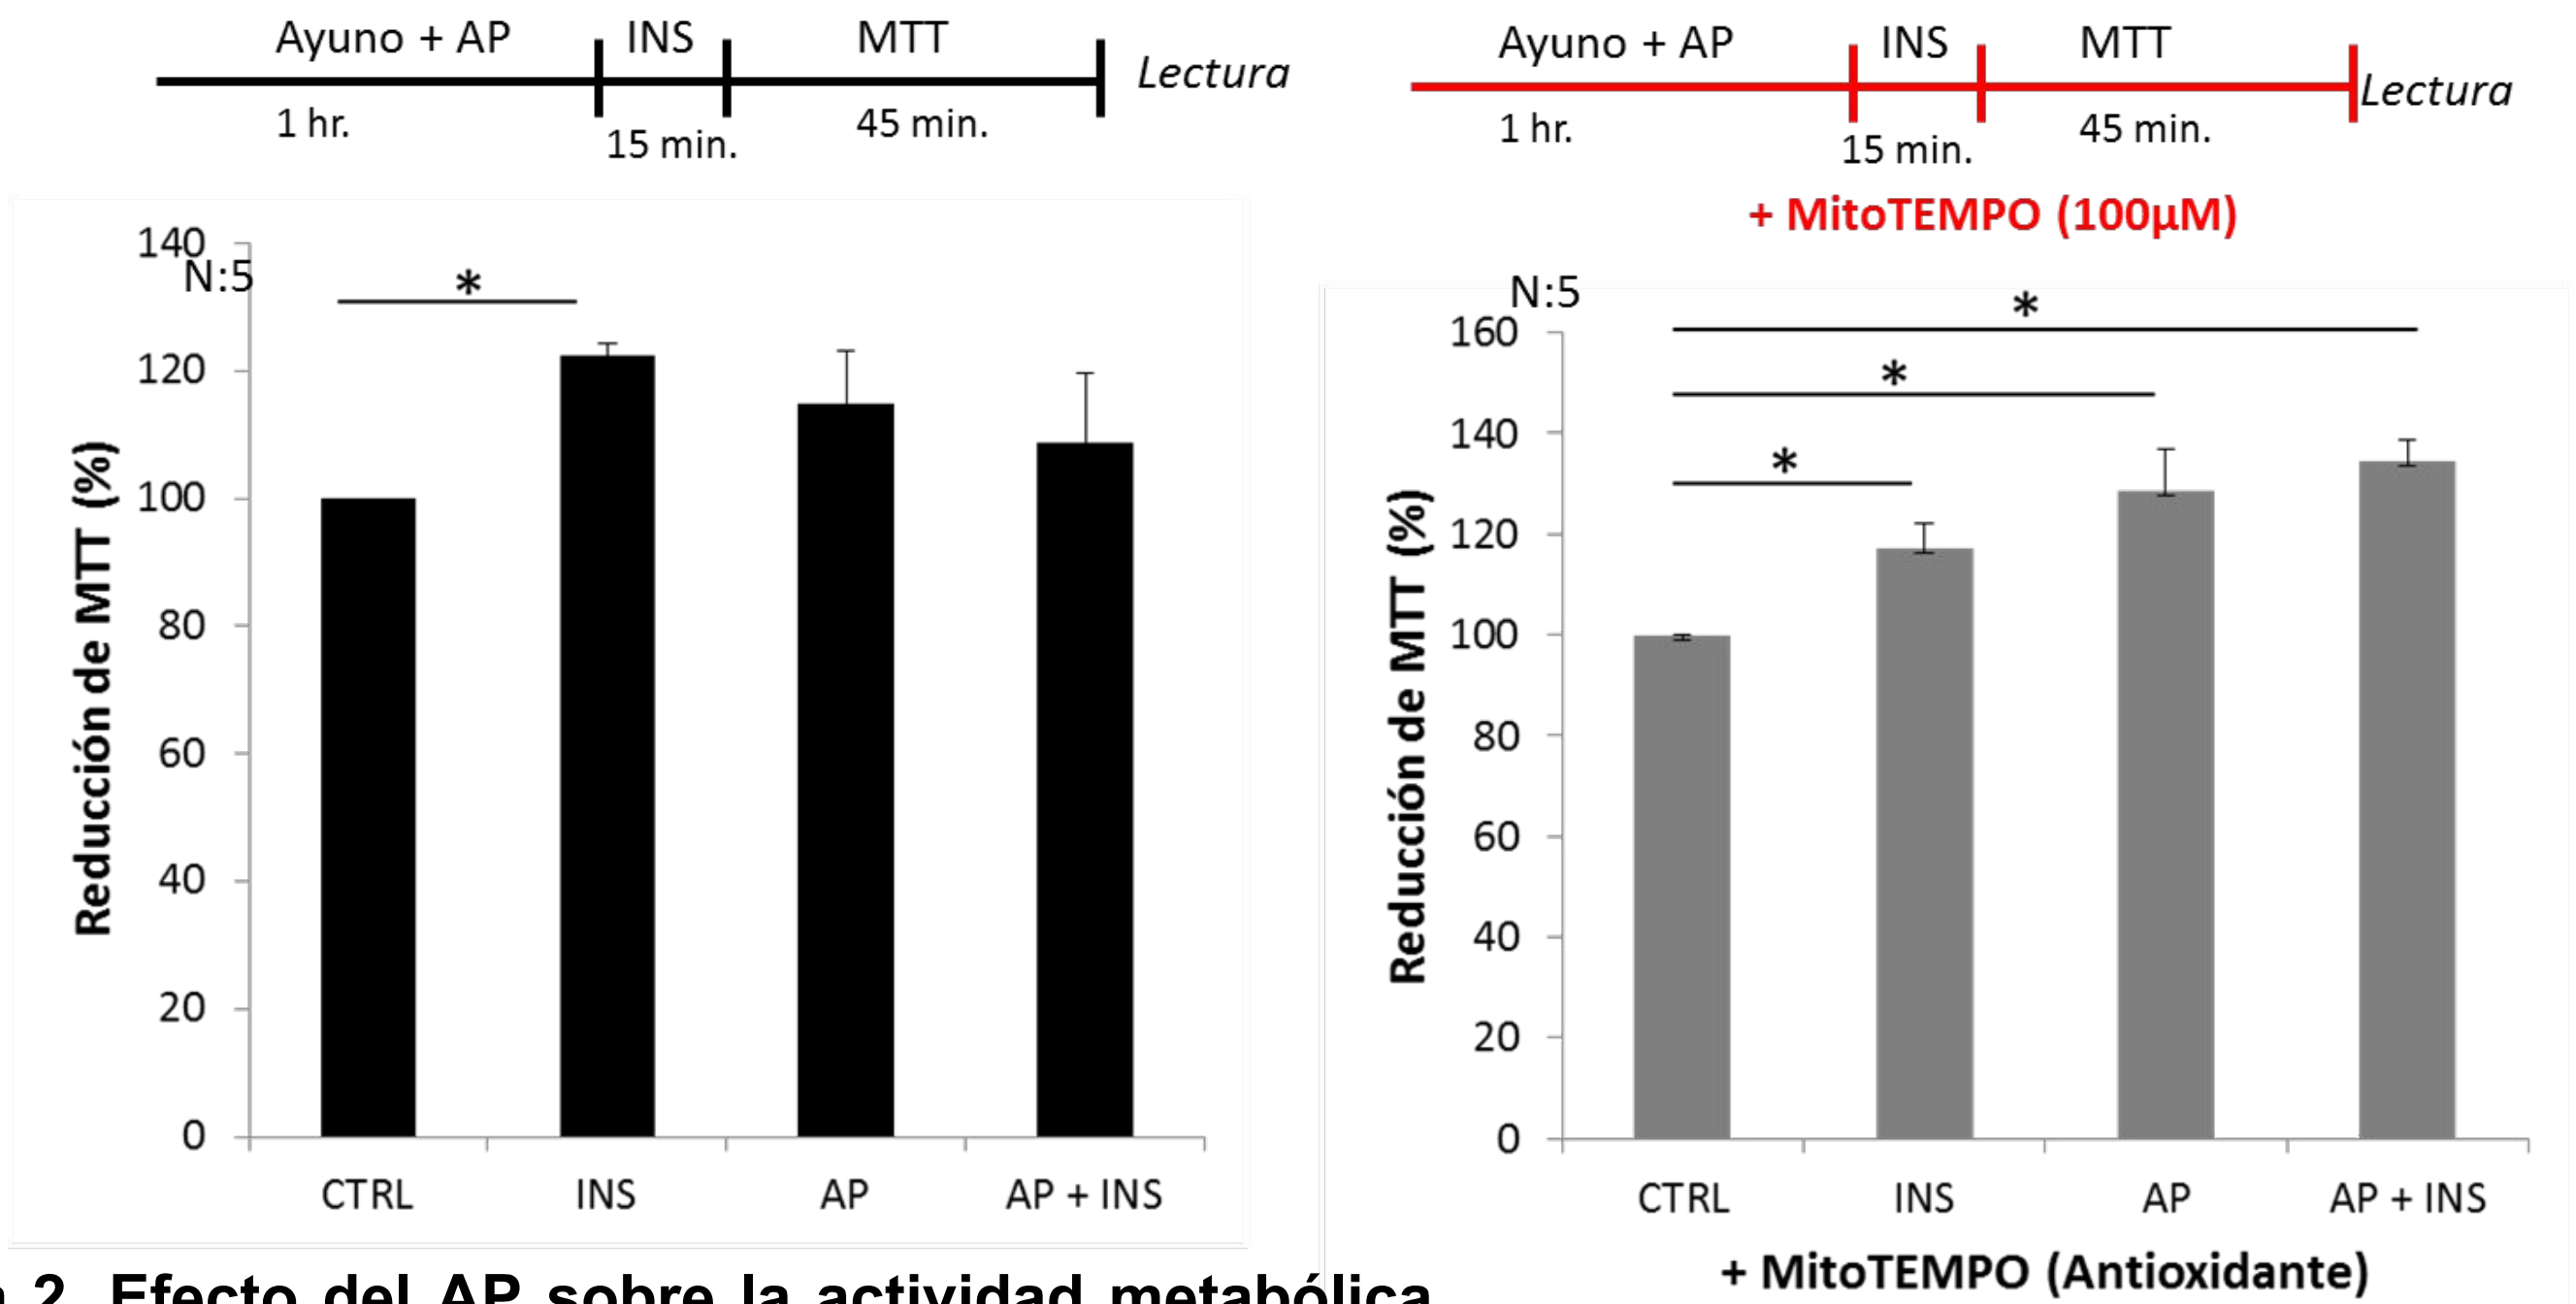 Ayuno + AP INS MTT Lectura
1 hr. 15 min. 45 min.
140
N:5
*
120
100
80
60
40
20
0
Reducción de MTT (%)
CTRL INS AP AP + INS
2. Efecto del AP sobre la actividad metabólica
Ayuno + AP INS MTT Lectura
1 hr. 15 min. 45 min.
+ MitoTEMPO (100µM)
N:5
*
*
*
160
140
120
100
80
60
40
20
0
Reducción de MTT (%)
CTRL INS AP AP + INS
+ MitoTEMPO (Antioxidante)